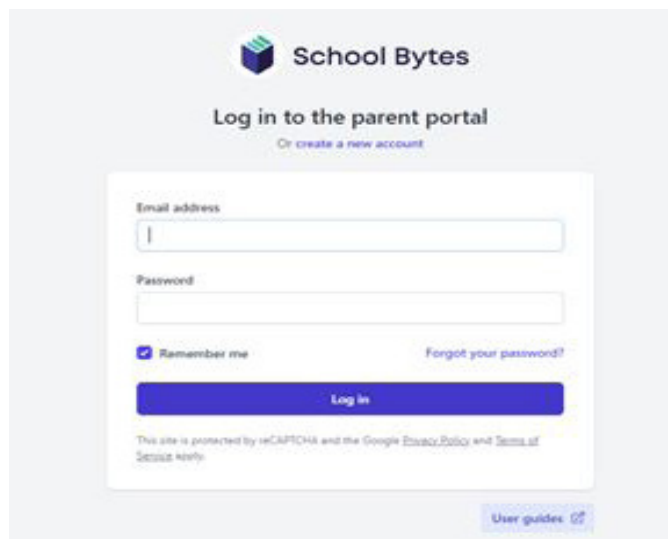 School Bytes
Log in to the parent portal
Or create a new account
Email address
Password
Remember me
Forgot your password?
Log in
This site is protected by reCAPTCHA and the Google Privacy Policy and Terms of
Service apply.
User guides